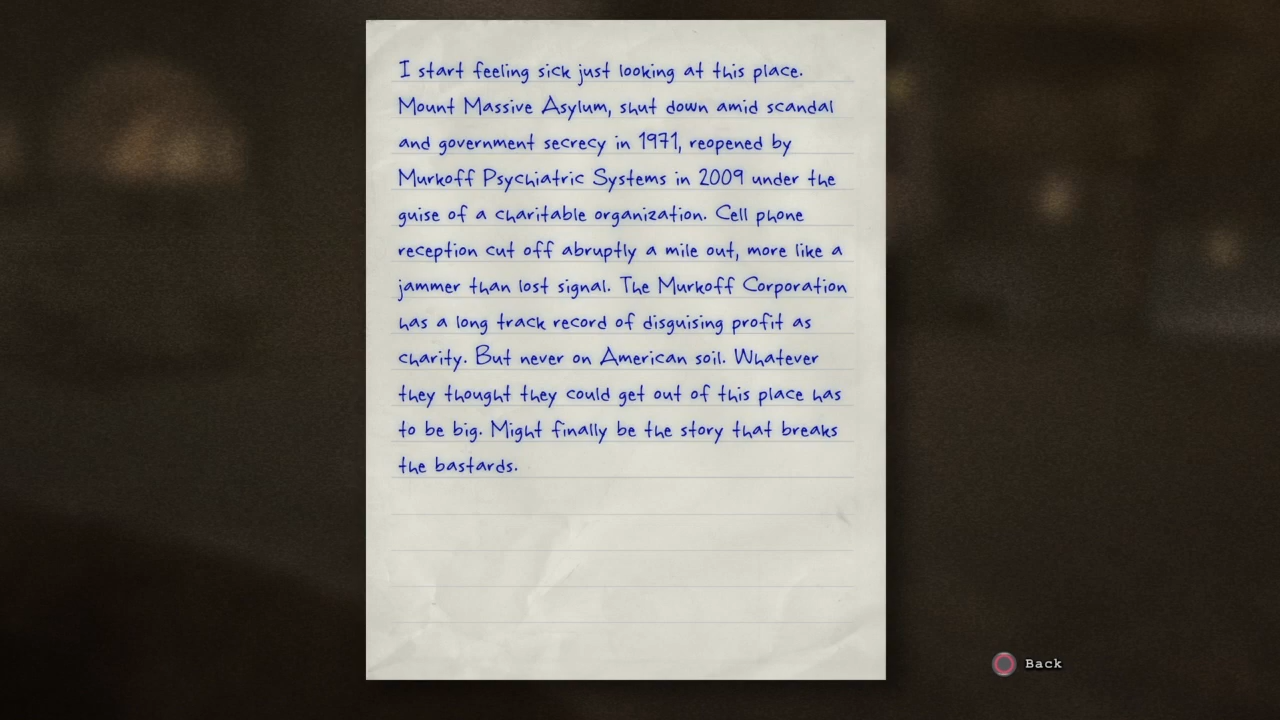 I start feeling sick just looking at this place.
Mount Massive Asylum, shut down amid scandal
and government secrecy in 1971, reopened by
Murkoff Psychiatric Systems in 2009 under the
guise of a charitable organization. Cell phone
reception cut off abruptly a mile out, more like a
jammer than lost signal. The Murkoff Corporation
has a long track record of disguising profit as
charity. But never on American soil. Whatever
they thought they could get out of this place has
to be big. Might finally be the story that breaks
the bastards.
Back